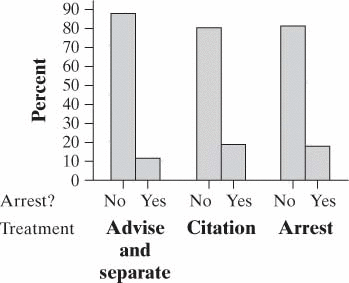 90
80
70
60
50
40
30
20
10
0
Percent
Arrest? No Yes No Yes No Yes
Treatment Advise Citation Arrest
and
separate